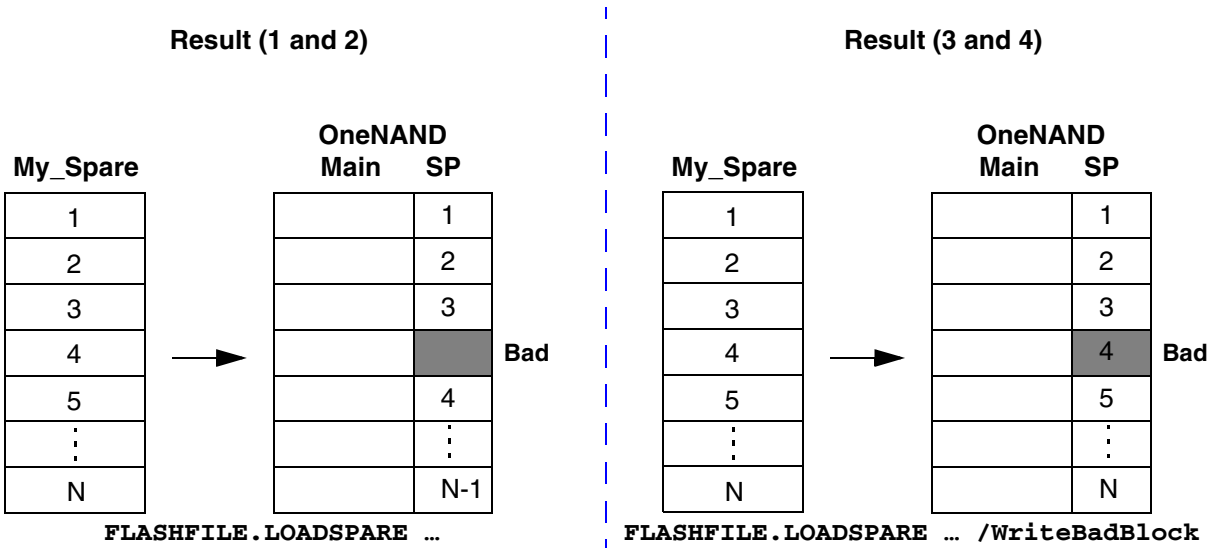 Result (1 and 2)
OneNAND
My_Spare Main SP
1 1
2 2
3 3
4 Bad
5 4
N N-1
FLASHFILE.LOADSPARE …
Result (3 and 4)
OneNAND
My_Spare Main SP
1 1
2 2
3 3
4 4 Bad
5 5
N N
FLASHFILE.LOADSPARE … /WriteBadBlock